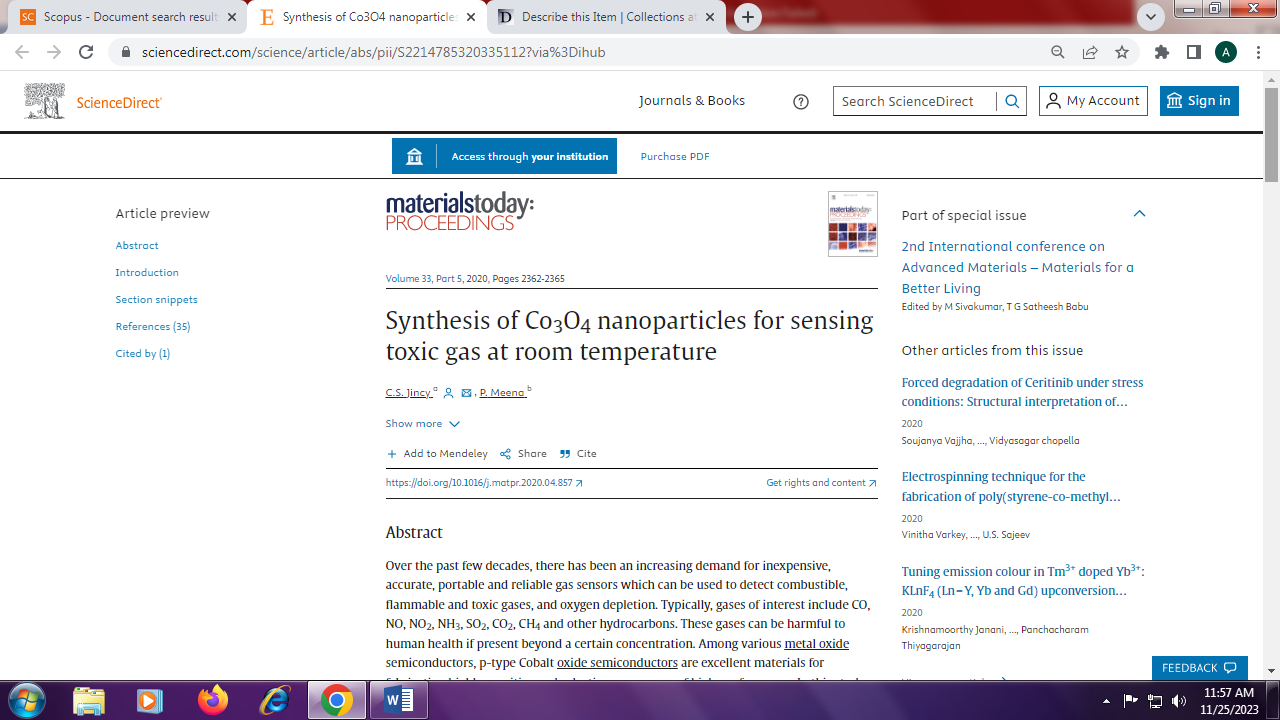 Scopus - Document search result
Synthesis of Co3O4 nanoparticles
Describe this Item | Collections a
sciencedirect.com/science/article/abs/pii/S2214785320335112?via%3Dihub
A
ScienceDirect
Journals & Books
Search ScienceDirect
My Account
Sign in
Access through your institution
Purchase PDF
Article preview
Abstract
Introduction
Section snippets
References (35)
Cited by (1)
materialstoday:
PROCEEDINGS
materialstoday:
PROCEEDINGS
Volume 33, Part 5, 2020, Pages 2362-2365
Synthesis of Co₃O₄ nanoparticles for sensing
toxic gas at room temperature
C.S. Jincy ᵃ , P. Meena ᵇ
Show more
Add to Mendeley Share Cite
https://doi.org/10.1016/j.matpr.2020.04.857 Get rights and content
Abstract
Over the past few decades, there has been an increasing demand for inexpensive,
accurate, portable and reliable gas sensors which can be used to detect combustible,
flammable and toxic gases, and oxygen depletion. Typically, gases of interest include CO,
NO, NO₂, NH₃, SO₂, CO₂, CH₄ and other hydrocarbons. These gases can be harmful to
human health if present beyond a certain concentration. Among various metal oxide
semiconductors, p-type Cobalt oxide semiconductors are excellent materials for
Part of special issue
2nd International conference on
Advanced Materials – Materials for a
Better Living
Edited by M Sivakumar, T G Satheesh Babu
Other articles from this issue
Forced degradation of Ceritinib under stress
conditions: Structural interpretation of…
2020
Soujanya Vajjha, …, Vidyasagar chopella
Electrospinning technique for the
fabrication of poly(styrene-co-methyl…
2020
Vinitha Varkey, …, U.S. Sajeev
Tuning emission colour in Tm³⁺ doped Yb³⁺:
KLnF₄ (Ln–Y, Yb and Gd) upconversion…
2020
Krishnamoorthy Janani, …, Panchacharam
Thiyagarajan
FEEDBACK
11:57 AM
11/25/2023